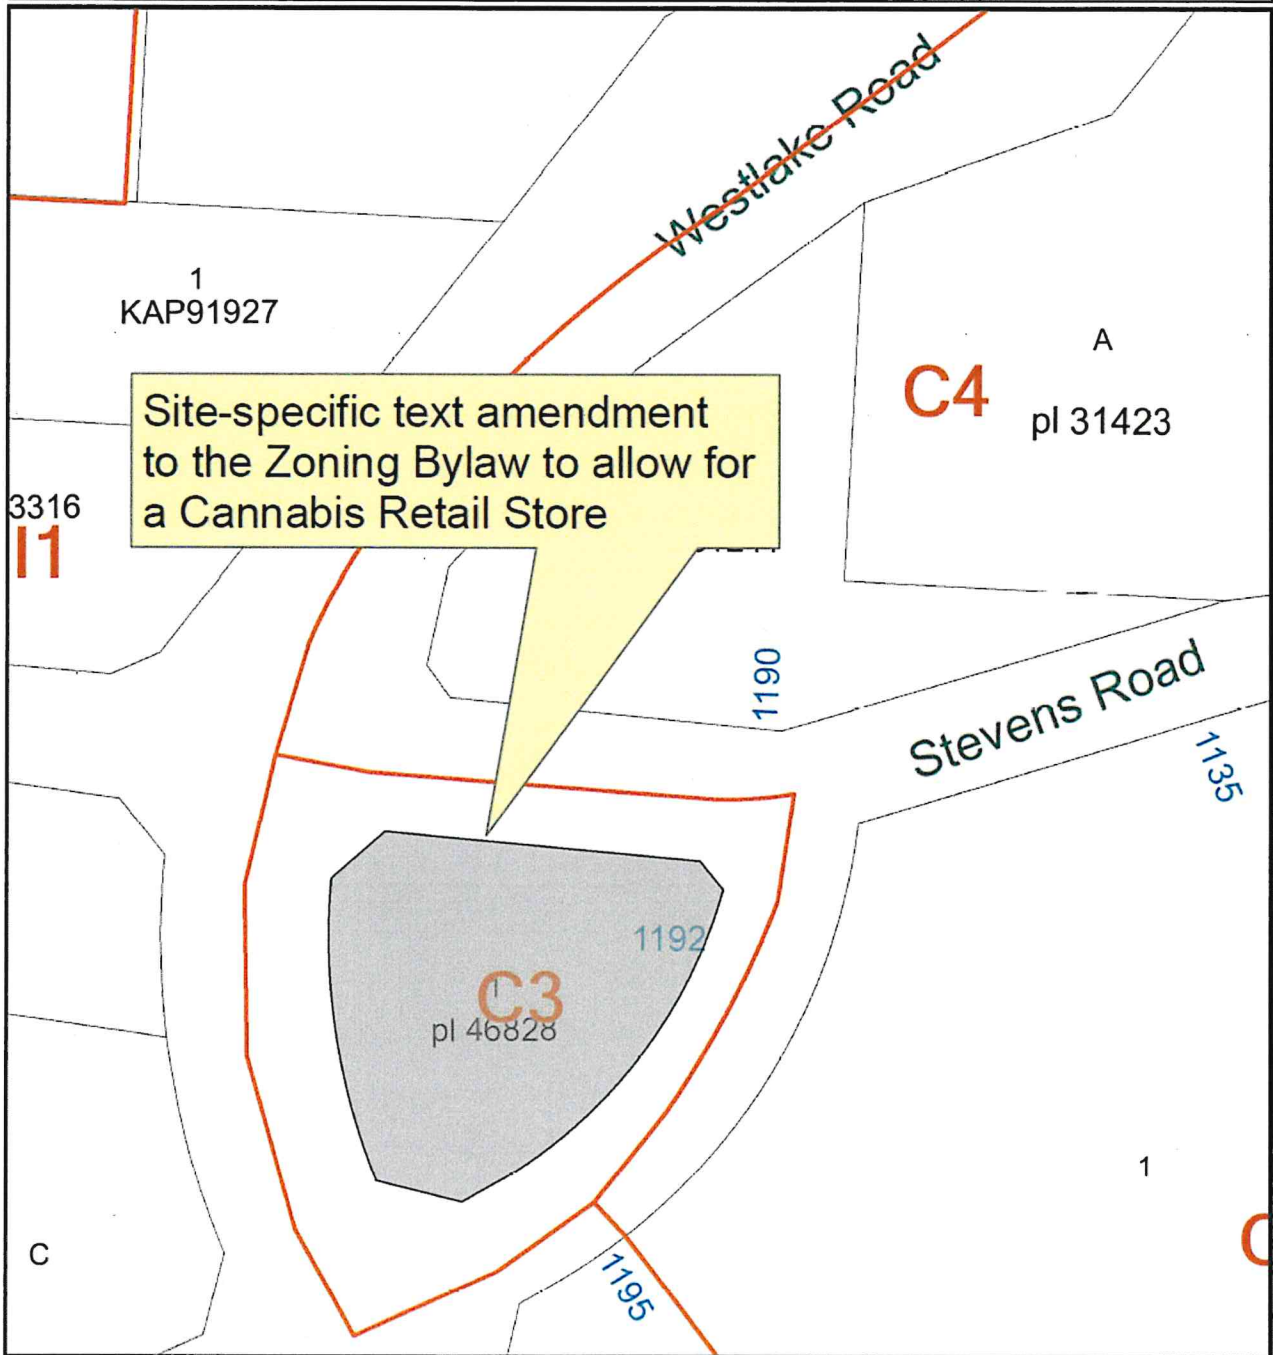 Westlake Road
1
KAP91927
A
C4
pl 31423
Site-specific text amendment
to the Zoning Bylaw to allow for
a Cannabis Retail Store
3316
I1
1190
Stevens Road
1135
1192
C3
pl 46828
1
C
1195